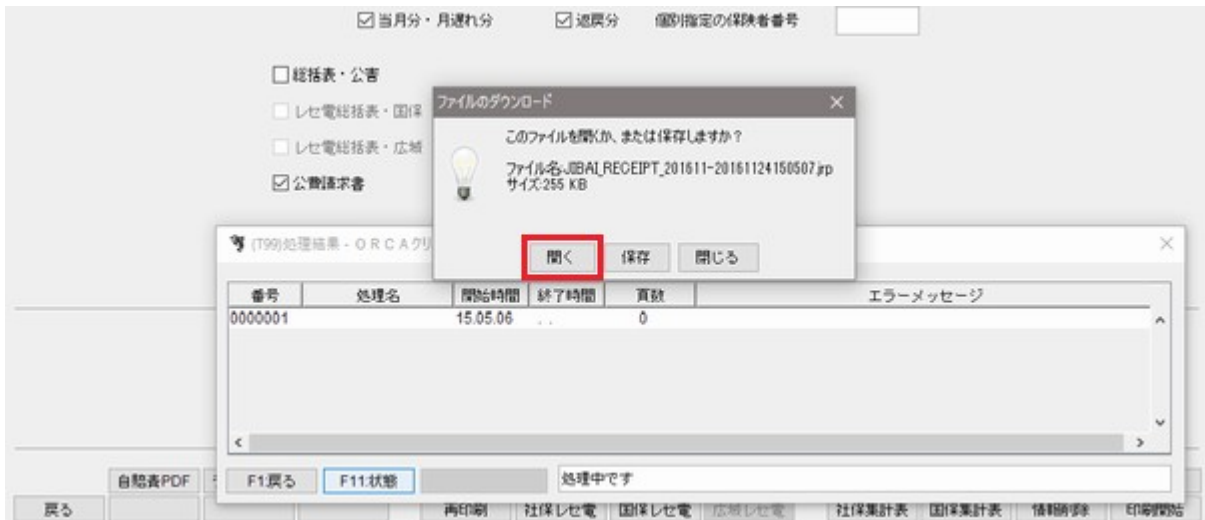 当月分・月遅れ分 返戻分 個別指定の保険者番号
総括表・公害
レセ電総括表・国保
レセ電総括表・広域
公費請求書
ファイルのダウンロード
このファイルを開くか、または保存しますか？
ファイル名:JIBAI_RECEIPT_201611-20161124150507.jrp
サイズ:255 KB
開く 保存 閉じる
(T99)処理結果 - ＯＲＣＡクリ
番号 処理名 開始時間 終了時間 頁数 エラーメッセージ
0000001 15.05.06 . . 0
F1:戻る F11:状態 処理中です
自賠責PDF
戻る 再印刷 社保レセ電 国保レセ電 広域レセ電 社保集計表 国保集計表 情報削除 印刷開始